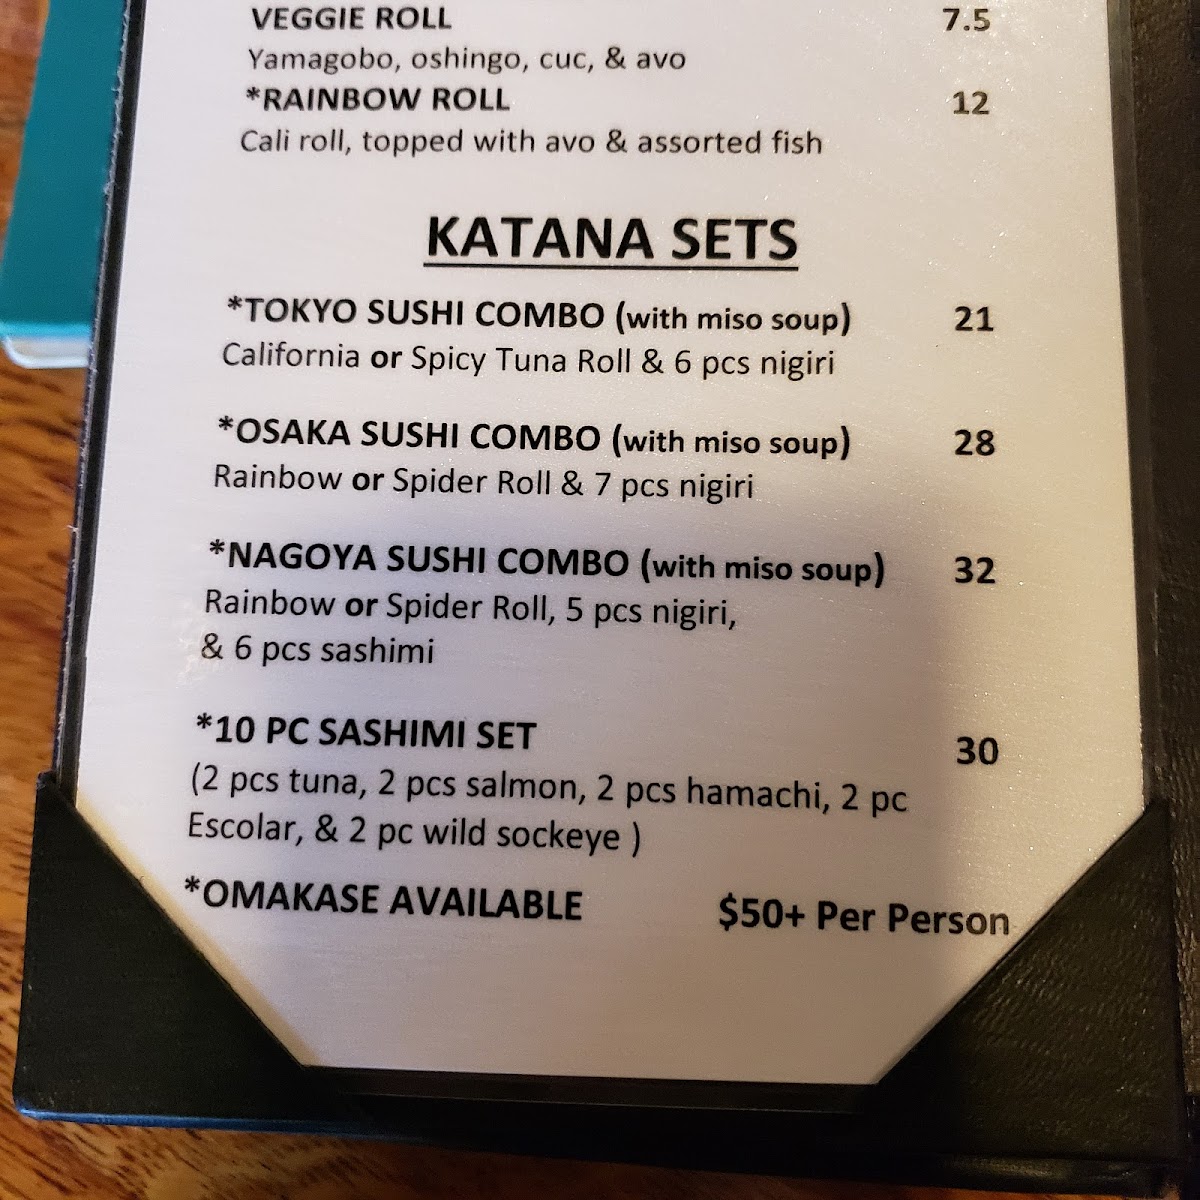 VEGGIE ROLL 7.5
Yamagobo, oshingo, cuc, & avo
*RAINBOW ROLL 12
Cali roll, topped with avo & assorted fish
KATANA SETS
*TOKYO SUSHI COMBO (with miso soup) 21
California or Spicy Tuna Roll & 6 pcs nigiri
*OSAKA SUSHI COMBO (with miso soup) 28
Rainbow or Spider Roll & 7 pcs nigiri
*NAGOYA SUSHI COMBO (with miso soup) 32
Rainbow or Spider Roll, 5 pcs nigiri,
& 6 pcs sashimi
*10 PC SASHIMI SET 30
(2 pcs tuna, 2 pcs salmon, 2 pcs hamachi, 2 pc
Escolar, & 2 pc wild sockeye )
*OMAKASE AVAILABLE $50+ Per Person